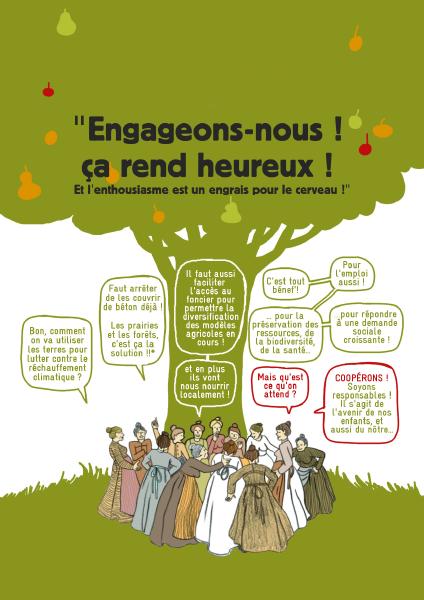 "Engageons-nous !
ça rend heureux !
Et l'enthousiasme est un engrais pour le cerveau !"
Bon, comment
on va utiliser
les terres pour
lutter contre le
réchauffement
climatique ?
Faut arrêter
de les couvrir
de béton déjà !
Les prairies
et les forêts,
c'est ça la
solution !!*
Il faut aussi
faciliter
l'accès au
foncier pour
permettre la
diversification
des modèles
agricoles en
cours !
et en plus
ils vont
nous nourrir
localement !
C'est tout
bénef'!
Pour
l'emploi
aussi !
... pour la
préservation des
ressources, de
la biodiversité,
de la santé...
..pour répondre
à une demande
sociale
croissante !
Mais qu'est
ce qu'on
attend ?
COOPÉRONS !
Soyons
responsables !
Il s'agit de
l'avenir de nos
enfants, et
aussi du nôtre...